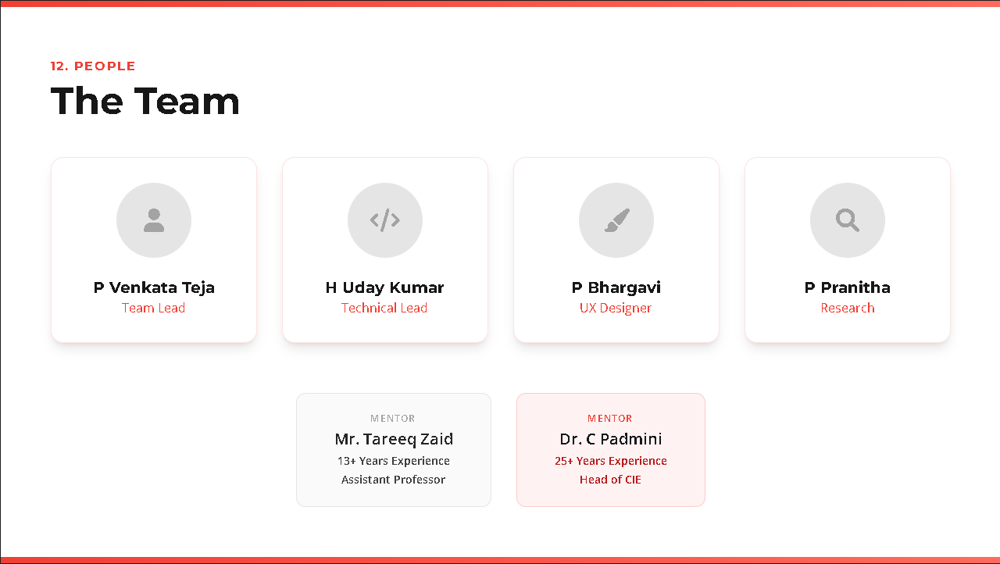 12. PEOPLE
The Team
P Venkata Teja
Team Lead
H Uday Kumar
Technical Lead
P Bhargavi
UX Designer
P Pranitha
Research
MENTOR
Mr. Tareeq Zaid
13+ Years Experience
Assistant Professor
MENTOR
Dr. C Padmini
25+ Years Experience
Head of CIE